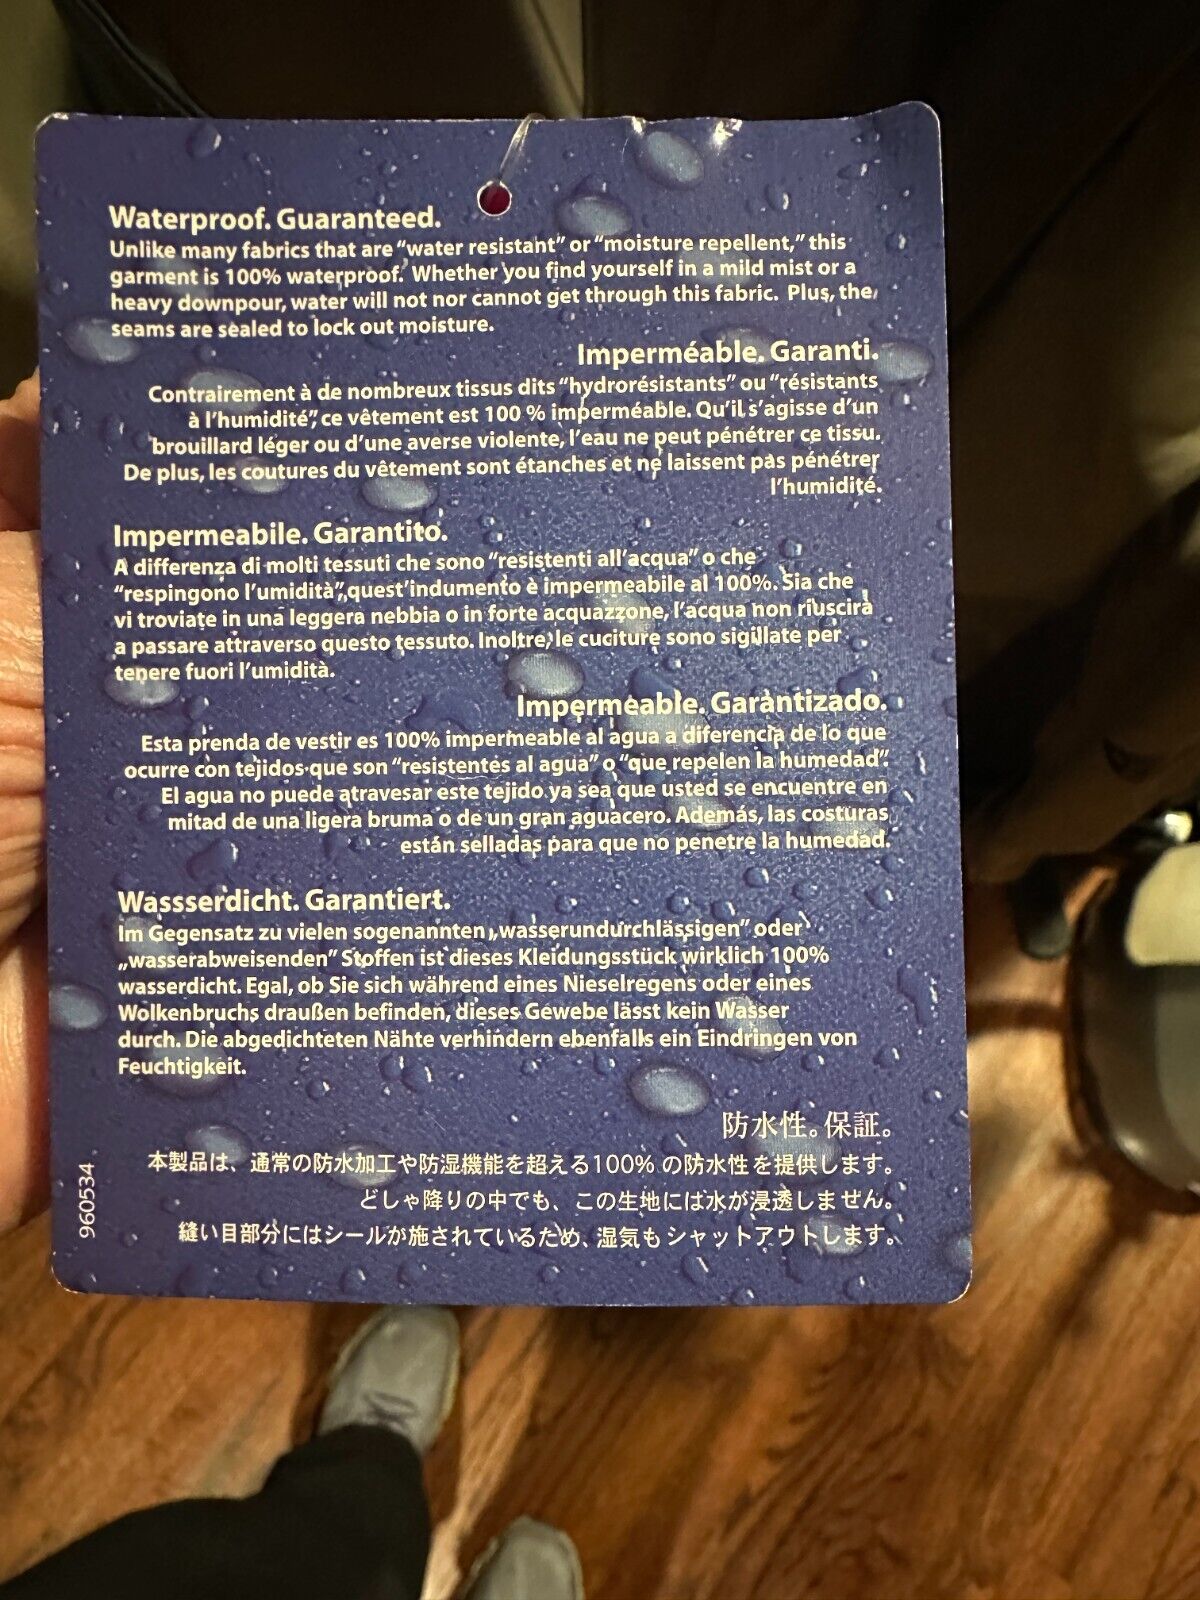 Waterproof. Guaranteed.
Unlike many fabrics that are “water resistant” or “moisture repellent,” this
garment is 100% waterproof. Whether you find yourself in a mild mist or a
heavy downpour, water will not nor cannot get through this fabric. Plus, the
seams are sealed to lock out moisture.
Imperméable. Garanti.
Contrairement à de nombreux tissus dits “hydrorésistants” ou “résistants
à l’humidité”, ce vêtement est 100 % imperméable. Qu’il s’agisse d’un
brouillard léger ou d’une averse violente, l’eau ne peut pénétrer ce tissu.
De plus, les coutures du vêtement sont étanches et ne laissent pas pénétrer
l’humidité.
Impermeabile. Garantito.
A differenza di molti tessuti che sono “resistenti all’acqua” o che
“respingono l’umidità”,quest’indumento è impermeabile al 100%. Sia che
vi troviate in una leggera nebbia o in forte acquazzone, l’acqua non riuscirà
a passare attraverso questo tessuto. Inoltre, le cuciture sono sigillate per
tenere fuori l’umidità.
Impermeable. Garantizado.
Esta prenda de vestir es 100% impermeable al agua a diferencia de lo que
ocurre con tejidos que son “resistentes al agua” o “que repelen la humedad”.
El agua no puede atravesar este tejido ya sea que usted se encuentre en
mitad de una ligera bruma o de un gran aguacero. Además, las costuras
están selladas para que no penetre la humedad.
Wassserdicht. Garantiert.
Im Gegensatz zu vielen sogenannten „wasserundurchlässigen” oder
„wasserabweisenden” Stoffen ist dieses Kleidungsstück wirklich 100%
wasserdicht. Egal, ob Sie sich während eines Nieselregens oder eines
Wolkenbruchs draußen befinden, dieses Gewebe lässt kein Wasser
durch. Die abgedichteten Nähte verhindern ebenfalls ein Eindringen von
Feuchtigkeit.
防水性。保証。
本製品は、通常の防水加工や防湿機能を超える100% の防水性を提供します。
どしゃ降りの中でも、この生地には水が浸透しません。
縫い目部分にはシールが施されているため、湿気もシャットアウトします。
960534